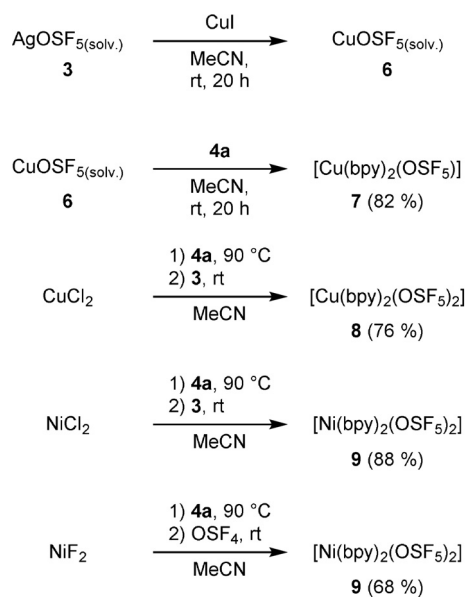 AgOSF5(solv.) CuI CuOSF5(solv.)
3 MeCN, 6
rt, 20 h
CuOSF5(solv.) 4a [Cu(bpy)2(OSF5)]
6 MeCN, 7 (82 %)
rt, 20 h
1) 4a, 90 °C
2) 3, rt
CuCl2 [Cu(bpy)2(OSF5)2]
MeCN 8 (76 %)
1) 4a, 90 °C
2) 3, rt
NiCl2 [Ni(bpy)2(OSF5)2]
MeCN 9 (88 %)
1) 4a, 90 °C
2) OSF4, rt
NiF2 [Ni(bpy)2(OSF5)2]
MeCN 9 (68 %)